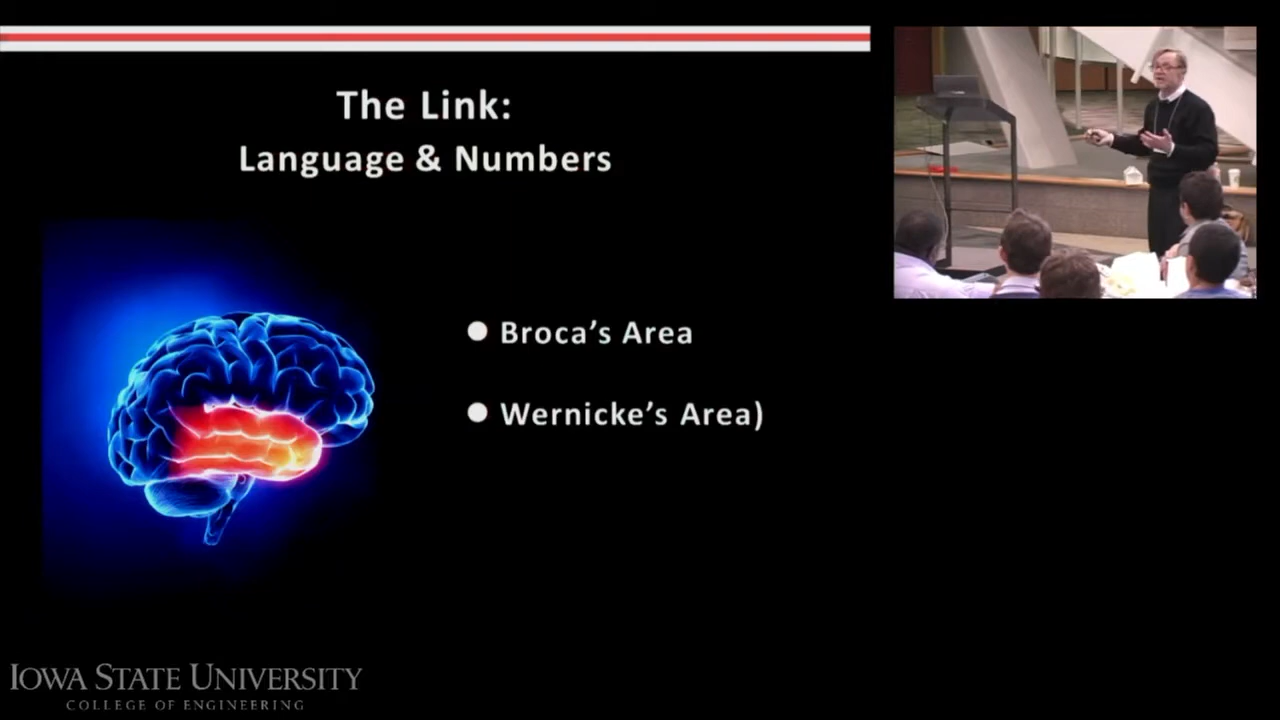 The Link:
Language & Numbers
● Broca’s Area
● Wernicke’s Area)
IOWA STATE UNIVERSITY
COLLEGE OF ENGINEERING